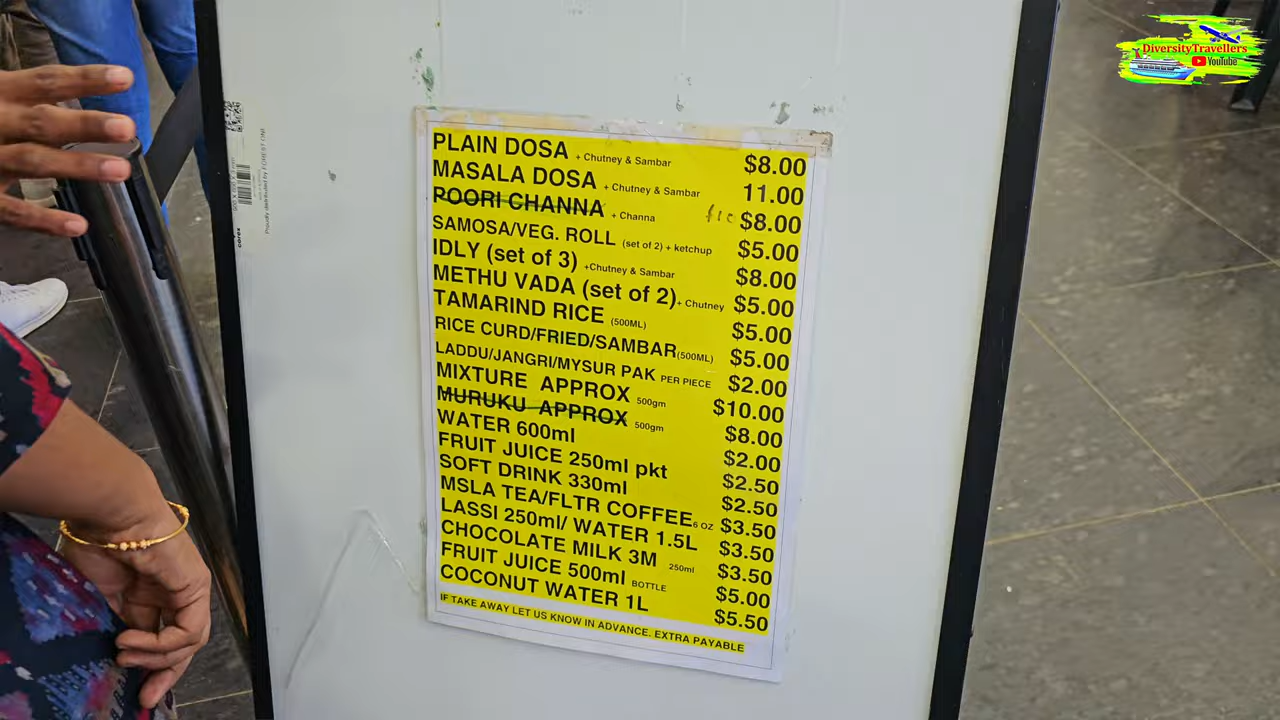 DiversityTravellers
YouTube
corex
Proudly distributed by
PLAIN DOSA + Chutney & Sambar $8.00
MASALA DOSA + Chutney & Sambar 11.00
POORI CHANNA + Channa $8.00
SAMOSA/VEG. ROLL (set of 2) + ketchup $5.00
IDLY (set of 3) +Chutney & Sambar $8.00
METHU VADA (set of 2)+ Chutney $5.00
TAMARIND RICE (500ML) $5.00
RICE CURD/FRIED/SAMBAR(500ML) $5.00
LADDU/JANGRI/MYSUR PAK PER PIECE $2.00
MIXTURE APPROX 500gm $10.00
MURUKU APPROX 500gm $8.00
WATER 600ml $2.00
FRUIT JUICE 250ml pkt $2.50
SOFT DRINK 330ml $2.50
MSLA TEA/FLTR COFFEE 6 OZ $3.50
LASSI 250ml/ WATER 1.5L $3.50
CHOCOLATE MILK 3M 250ml $3.50
FRUIT JUICE 500ml BOTTLE $5.00
COCONUT WATER 1L $5.50
IF TAKE AWAY LET US KNOW IN ADVANCE. EXTRA PAYABLE